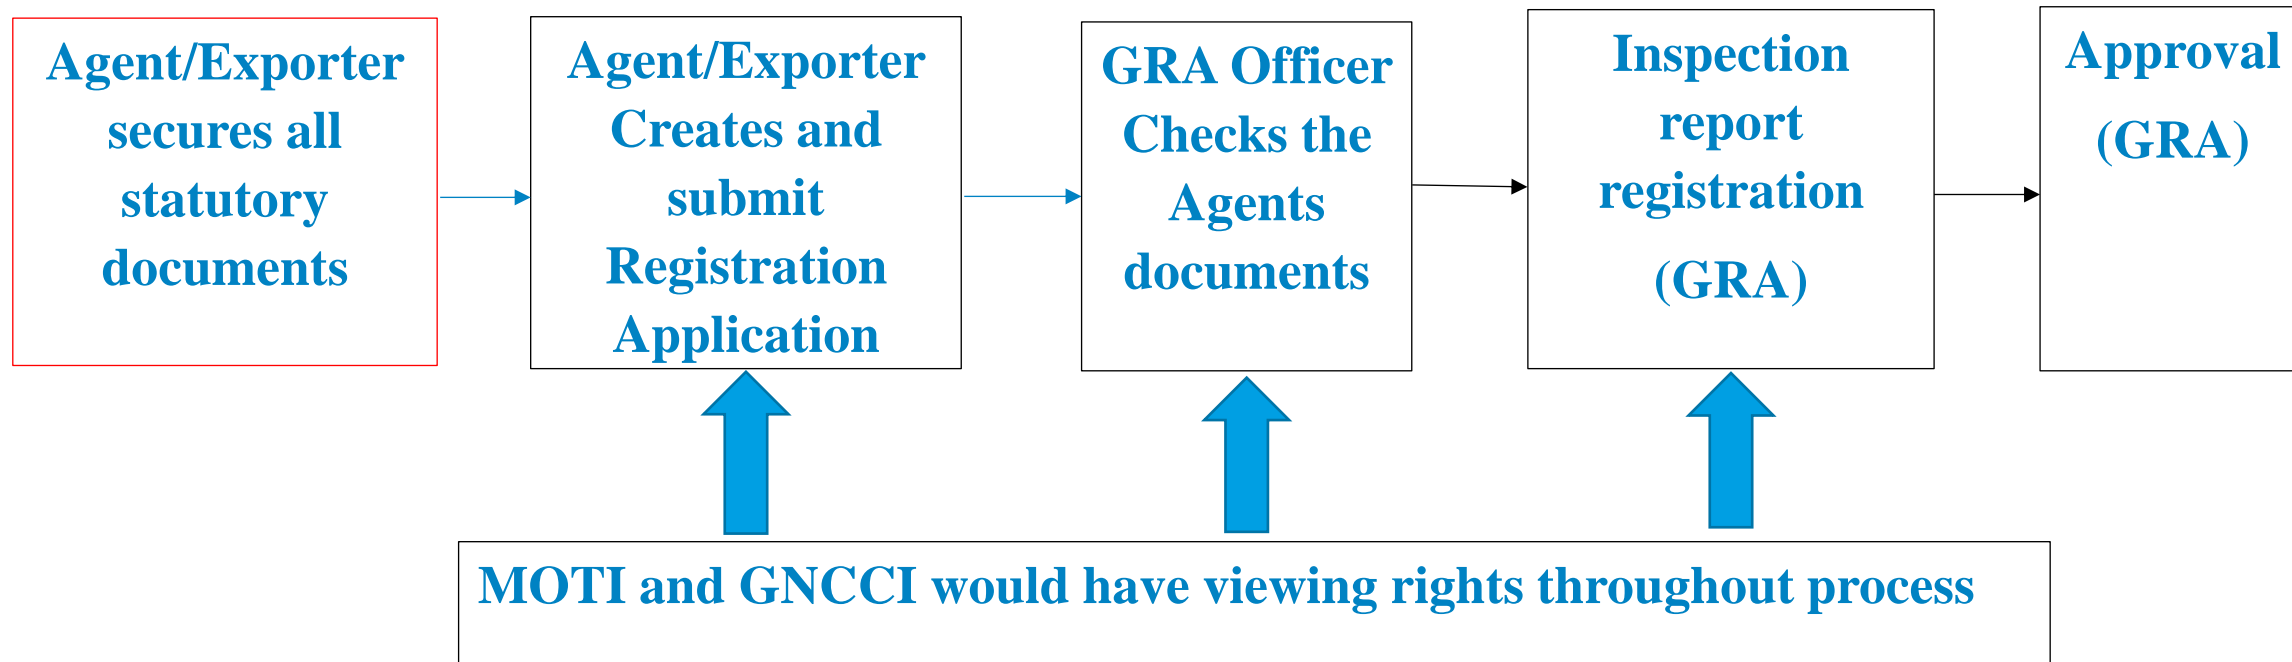 Agent/Exporter
secures all
statutory
documents
Agent/Exporter
Creates and
submit
Registration
Application
GRA Officer
Checks the
Agents
documents
Inspection
report
registration
(GRA)
Approval
(GRA)
MOTI and GNCCI would have viewing rights throughout process